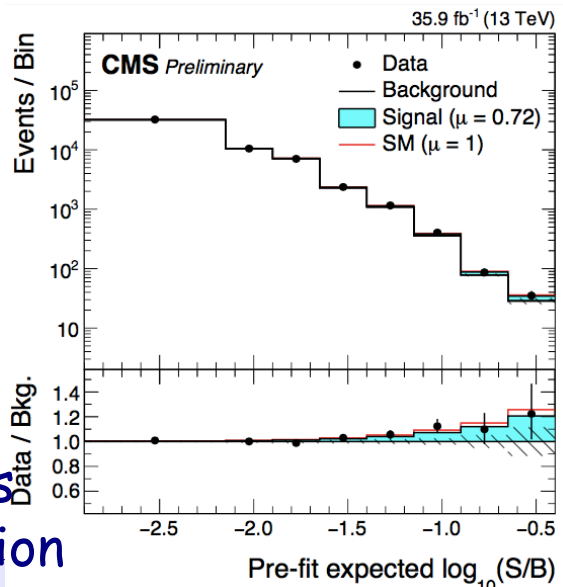 35.9 fb⁻¹ (13 TeV)
CMS Preliminary
Data
Background
Signal (μ = 0.72)
SM (μ = 1)
Events / Bin
10⁵
10⁴
10³
10²
10
Data / Bkg.
1.4
1.2
1.0
0.8
0.6
s
ion
−2.5 −2.0 −1.5 −1.0 −0.5
Pre-fit expected log₁₀(S/B)